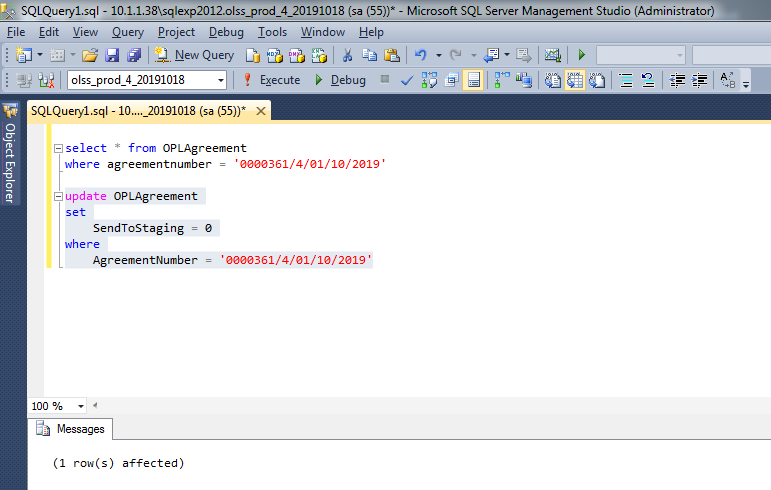 SQLQuery1.sql - 10.1.1.38\sqlexp2012.olss_prod_4_20191018 (sa (55))* - Microsoft SQL Server Management Studio (Administrator)
File Edit View Query Project Debug Tools Window Help
New Query
olss_prod_4_20191018 Execute Debug
SQLQuery1.sql - 10...._20191018 (sa (55))*
Object Explorer
select * from OPLAgreement
where agreementnumber = '0000361/4/01/10/2019'
update OPLAgreement
set
SendToStaging = 0
where
AgreementNumber = '0000361/4/01/10/2019'
100 %
Messages
(1 row(s) affected)